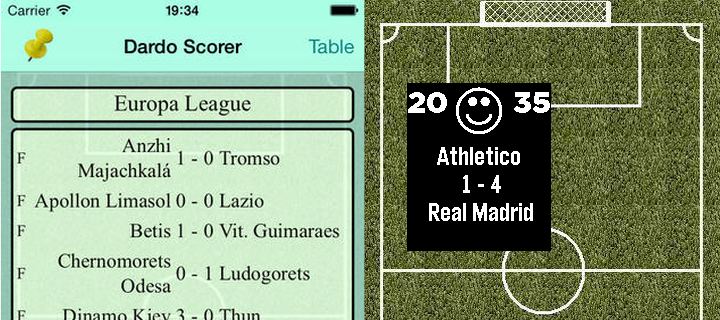 Carrier 19:34
Dardo Scorer Table
Europa League
F Anzhi Majachkalá 1 - 0 Tromso
F Apollon Limasol 0 - 0 Lazio
F Betis 1 - 0 Vit. Guimaraes
F Chernomorets Odesa 0 - 1 Ludogorets
Dinamo Kiev 3 - 0 Thun
20 35
Athletico
1 - 4
Real Madrid